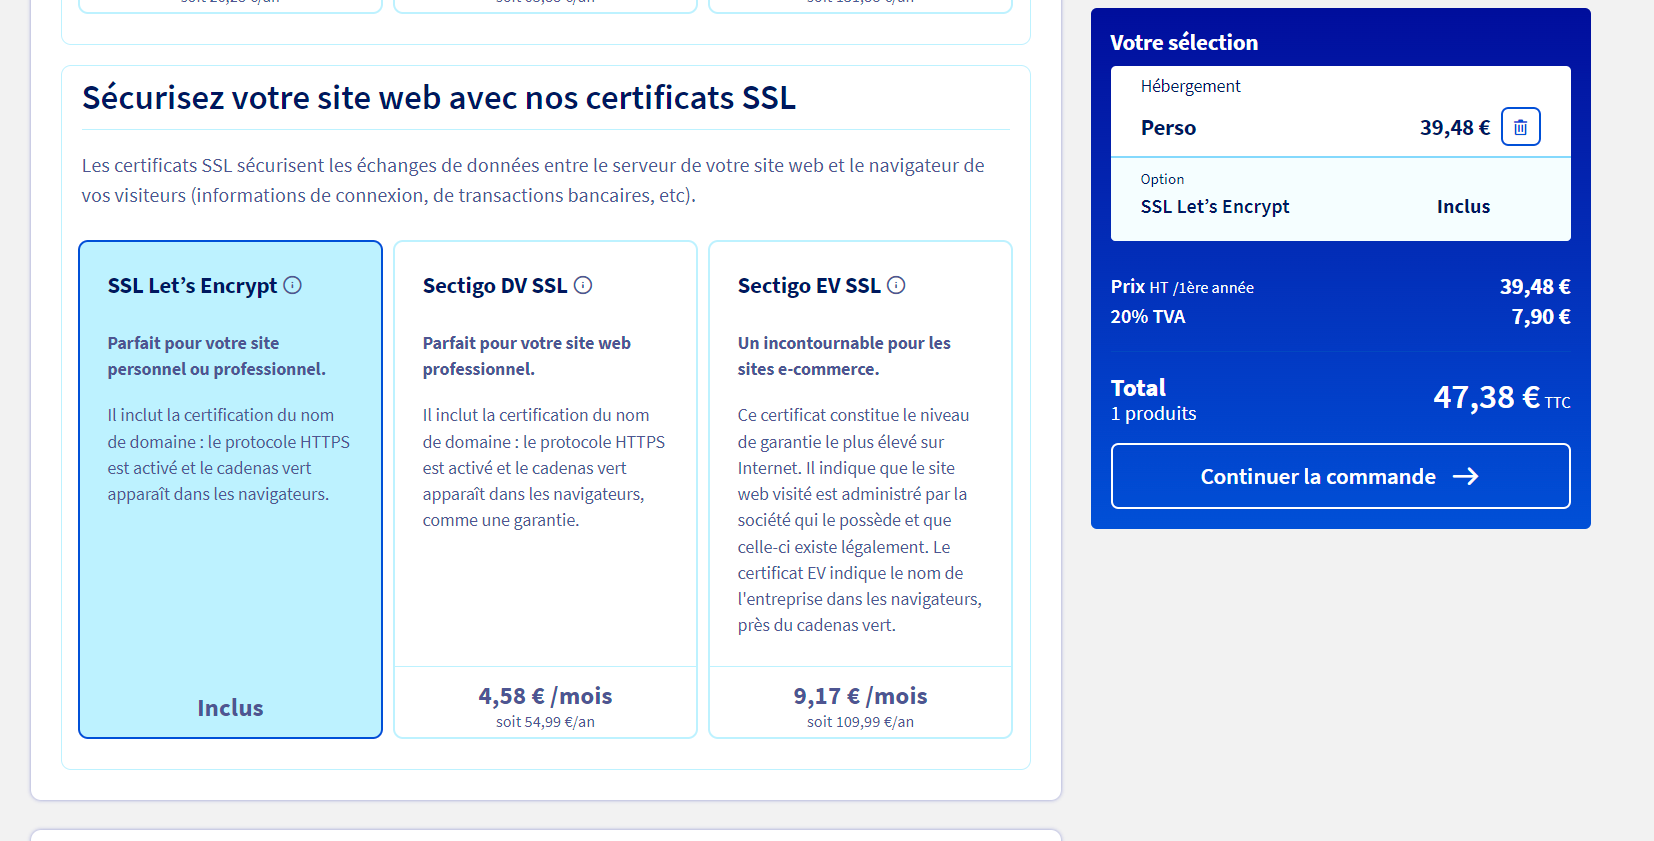 Sécurisez votre site web avec nos certificats SSL
Les certificats SSL sécurisent les échanges de données entre le serveur de votre site web et le navigateur de
vos visiteurs (informations de connexion, de transactions bancaires, etc).
SSL Let’s Encrypt
Parfait pour votre site
personnel ou professionnel.
Il inclut la certification du nom
de domaine : le protocole HTTPS
est activé et le cadenas vert
apparaît dans les navigateurs.
Inclus
Sectigo DV SSL
Parfait pour votre site web
professionnel.
Il inclut la certification du nom
de domaine : le protocole HTTPS
est activé et le cadenas vert
apparaît dans les navigateurs,
comme une garantie.
4,58 € /mois
soit 54,99 €/an
Sectigo EV SSL
Un incontournable pour les
sites e-commerce.
Ce certificat constitue le niveau
de garantie le plus élevé sur
Internet. Il indique que le site
web visité est administré par la
société qui le possède et que
celle-ci existe légalement. Le
certificat EV indique le nom de
l'entreprise dans les navigateurs,
près du cadenas vert.
9,17 € /mois
soit 109,99 €/an
Votre sélection
Hébergement
Perso 39,48 €
Option
SSL Let’s Encrypt Inclus
Prix HT /1ère année 39,48 €
20% TVA 7,90 €
Total 47,38 € TTC
1 produits
Continuer la commande →